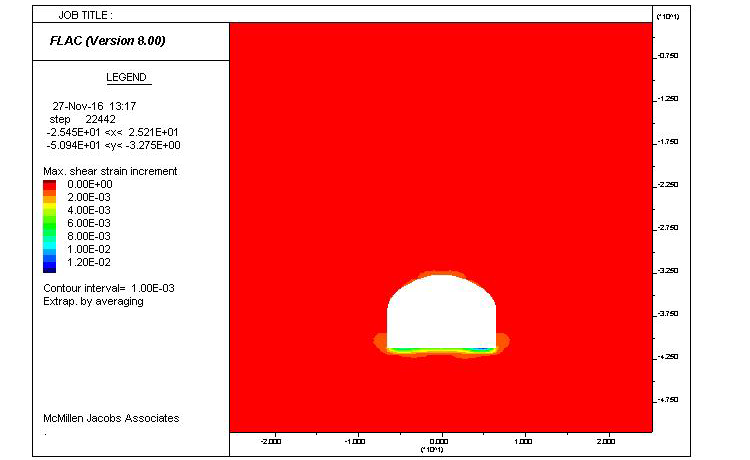 JOB TITLE :
FLAC (Version 8.00)
LEGEND
27-Nov-16 13:17
step 22442
-2.545E+01 <x< 2.521E+01
-5.094E+01 <y< -3.275E+00
Max. shear strain increment
0.00E+00
2.00E-03
4.00E-03
6.00E-03
8.00E-03
1.00E-02
1.20E-02
Contour interval= 1.00E-03
Extrap. by averaging
McMillen Jacobs Associates
(*10^1)
-0.750
-1.250
-1.750
-2.250
-2.750
-3.250
-3.750
-4.250
-4.750
-2.000
-1.000
0.000
1.000
2.000
(*10^1)